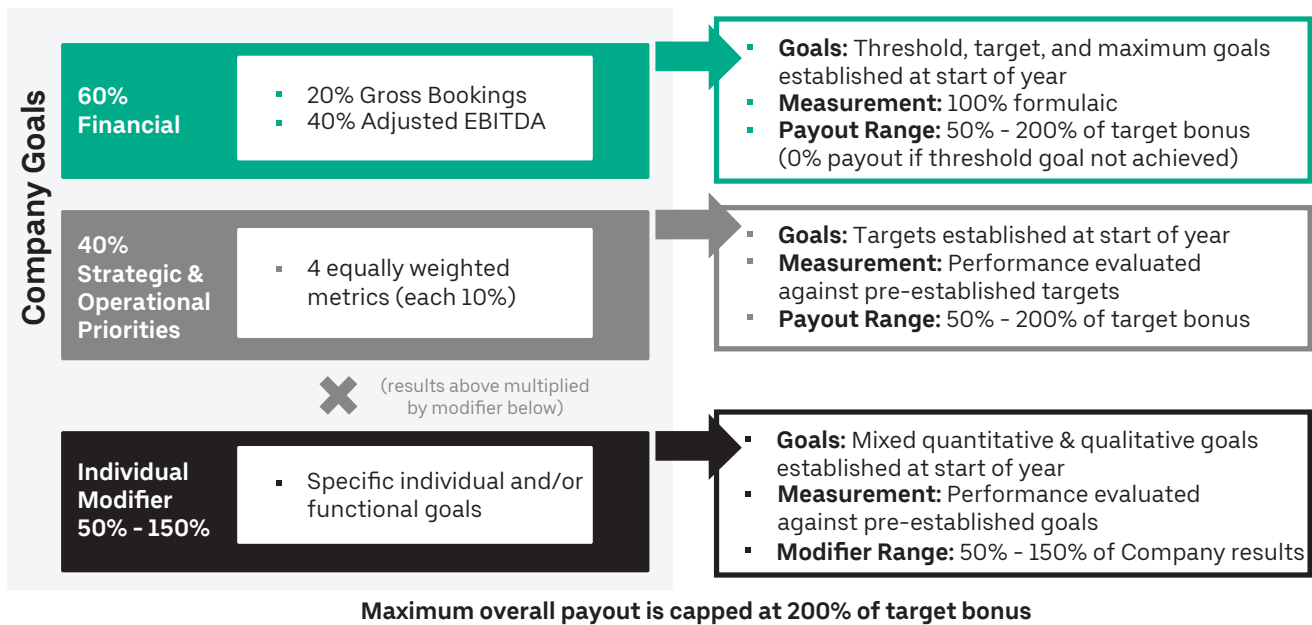 Company Goals
60%
Financial
▪ 20% Gross Bookings
▪ 40% Adjusted EBITDA
▪ Goals: Threshold, target, and maximum goals
established at start of year
▪ Measurement: 100% formulaic
▪ Payout Range: 50% - 200% of target bonus
(0% payout if threshold goal not achieved)
40%
Strategic &
Operational
Priorities
▪ 4 equally weighted
metrics (each 10%)
▪ Goals: Targets established at start of year
▪ Measurement: Performance evaluated
against pre-established targets
▪ Payout Range: 50% - 200% of target bonus
(results above multiplied
by modifier below)
Individual
Modifier
50% - 150%
▪ Specific individual and/or
functional goals
▪ Goals: Mixed quantitative & qualitative goals
established at start of year
▪ Measurement: Performance evaluated
against pre-established goals
▪ Modifier Range: 50% - 150% of Company results
Maximum overall payout is capped at 200% of target bonus